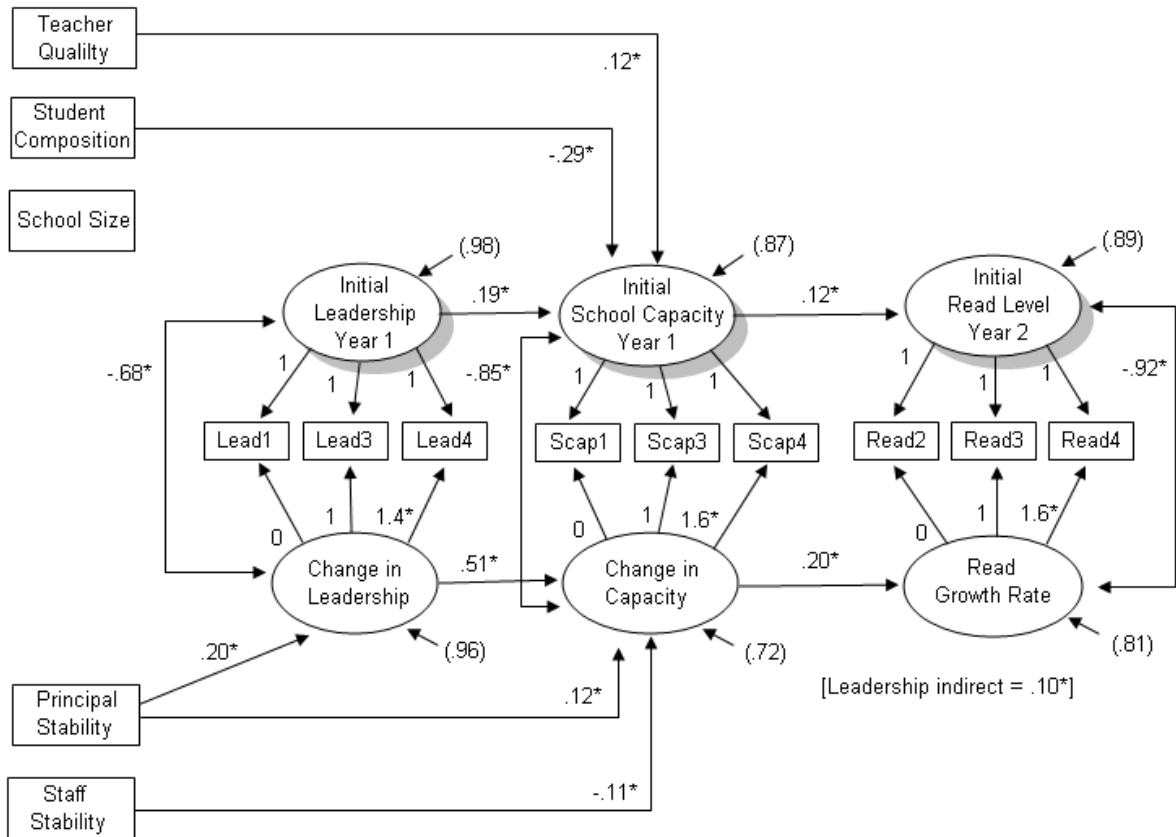 Teacher
Qualilty
.12*
Student
Composition
-.29*
School Size
(.98)
(.87)
(.89)
Initial
Leadership
Year 1
.19*
Initial
School Capacity
Year 1
.12*
Initial
Read Level
Year 2
-.68*
1
1
1
-.85*
1
1
1
1
1
1
-.92*
Lead1
Lead3
Lead4
Scap1
Scap3
Scap4
Read2
Read3
Read4
0
1
1.4*
0
1
1.6*
0
1
1.6*
Change in
Leadership
.51*
Change in
Capacity
.20*
Read
Growth Rate
(.96)
(.72)
(.81)
.20*
[Leadership indirect = .10*]
Principal
Stability
.12*
Staff
Stability
-.11*